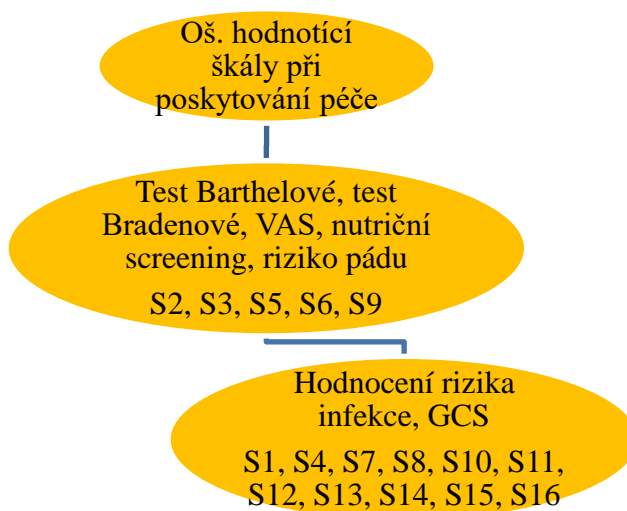 Oš. hodnotící
škály při
poskytování péče
Test Barthelové, test
Bradenové, VAS, nutriční
screening, riziko pádu
S2, S3, S5, S6, S9
Hodnocení rizika
infekce, GCS
S1, S4, S7, S8, S10, S11,
S12, S13, S14, S15, S16